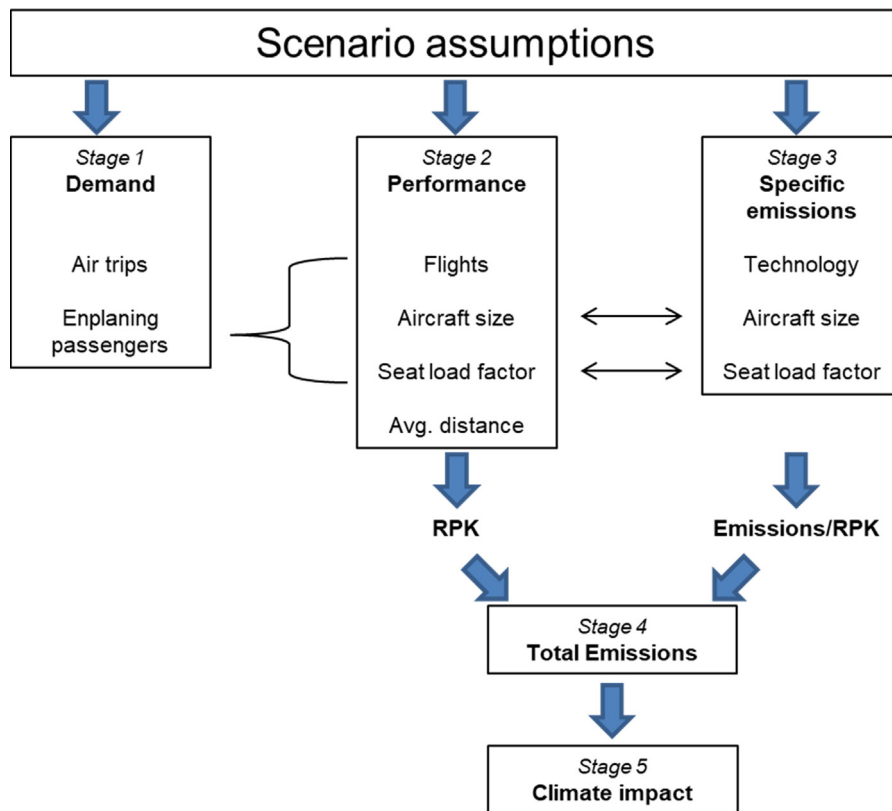 Scenario assumptions
Stage 1
Demand
Air trips
Enplaning
passengers
Stage 2
Performance
Flights
Aircraft size
Seat load factor
Avg. distance
Stage 3
Specific
emissions
Technology
Aircraft size
Seat load factor
RPK
Emissions/RPK
Stage 4
Total Emissions
Stage 5
Climate impact